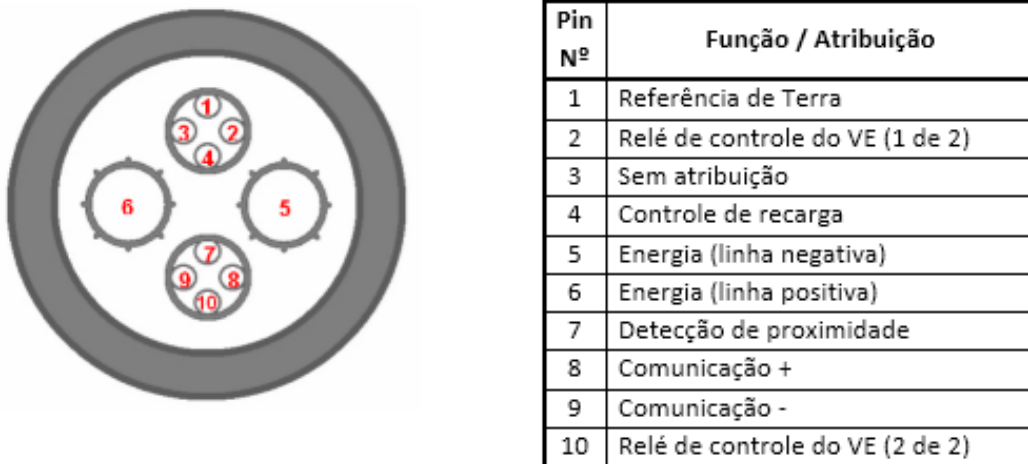 1
3 2
4
6 5
7
9 8
10
Pin
Nº
Função / Atribuição
1 Referência de Terra
2 Relé de controle do VE (1 de 2)
3 Sem atribuição
4 Controle de recarga
5 Energia (linha negativa)
6 Energia (linha positiva)
7 Detecção de proximidade
8 Comunicação +
9 Comunicação -
10 Relé de controle do VE (2 de 2)